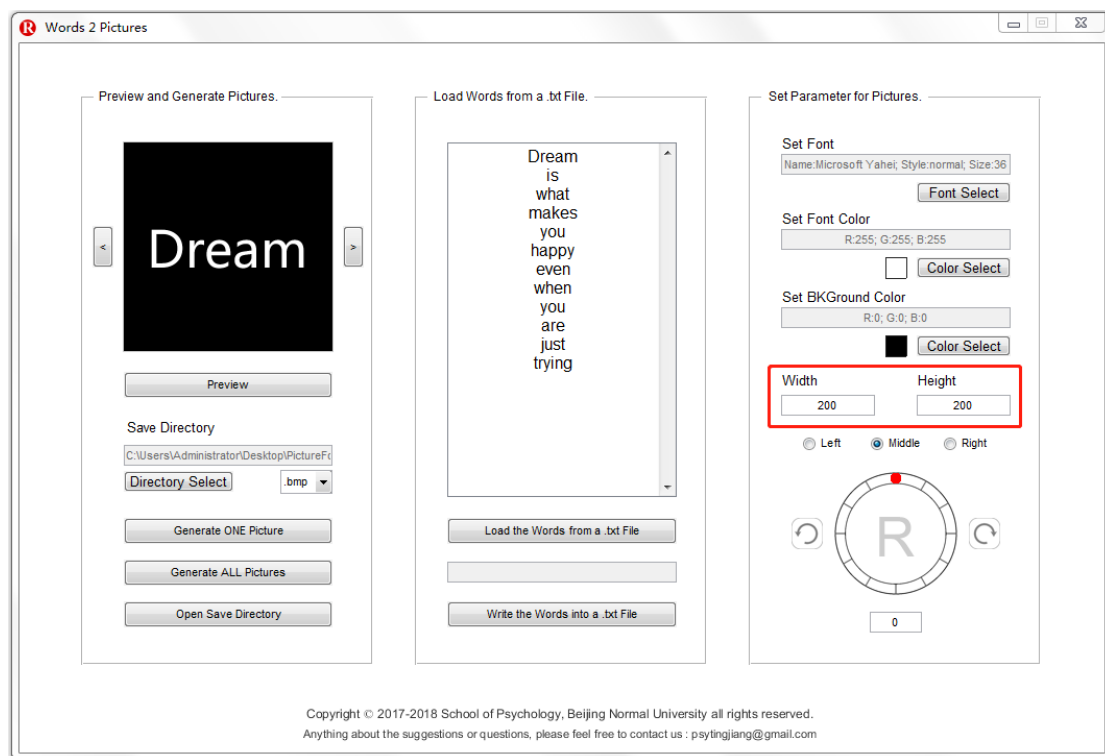 Words 2 Pictures
Preview and Generate Pictures.
Dream
<
>
Preview
Save Directory
C:\Users\Administrator\Desktop\PictureFo
Directory Select
.bmp
Generate ONE Picture
Generate ALL Pictures
Open Save Directory
Load Words from a .txt File.
Dream
is
what
makes
you
happy
even
when
you
are
just
trying
Load the Words from a .txt File
Write the Words into a .txt File
Set Parameter for Pictures.
Set Font
Name:Microsoft Yahei; Style:normal; Size:36
Font Select
Set Font Color
R:255; G:255; B:255
Color Select
Set BKGround Color
R:0; G:0; B:0
Color Select
Width Height
200 200
Left Middle Right
R
0
Copyright © 2017-2018 School of Psychology, Beijing Normal University all rights reserved.
Anything about the suggestions or questions, please feel free to contact us : psytingjiang@gmail.com